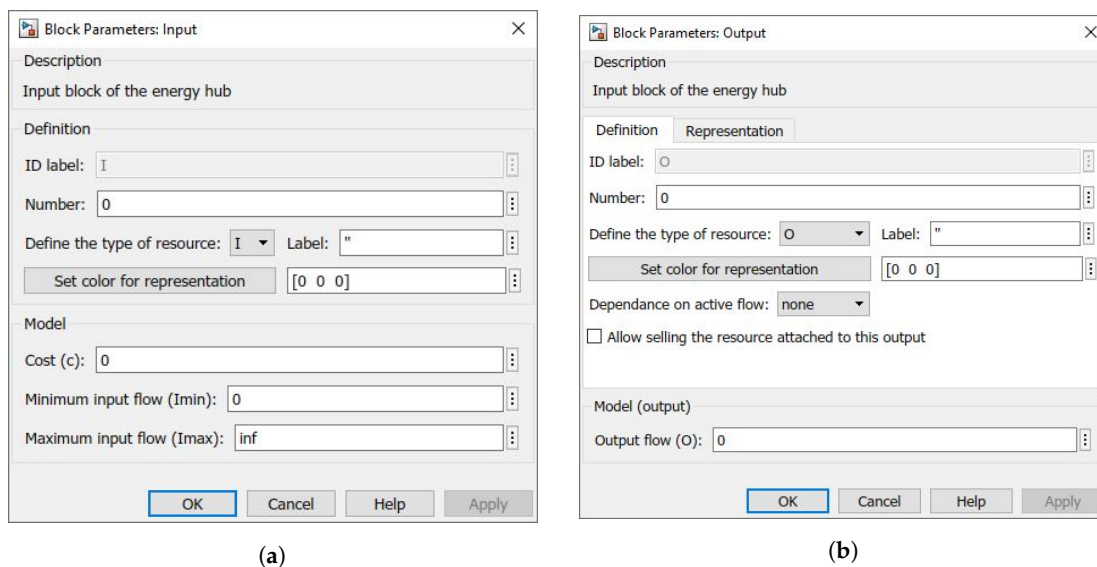 Block Parameters: Input
Description
Input block of the energy hub
Definition
ID label: I
Number: 0
Define the type of resource: I Label: ''
Set color for representation [0 0 0]
Model
Cost (c): 0
Minimum input flow (Imin): 0
Maximum input flow (Imax): inf
OK Cancel Help Apply
(a)
Block Parameters: Output
Description
Input block of the energy hub
Definition Representation
ID label: O
Number: 0
Define the type of resource: O Label: ''
Set color for representation [0 0 0]
Dependance on active flow: none
Allow selling the resource attached to this output
Model (output)
Output flow (O): 0
OK Cancel Help Apply
(b)